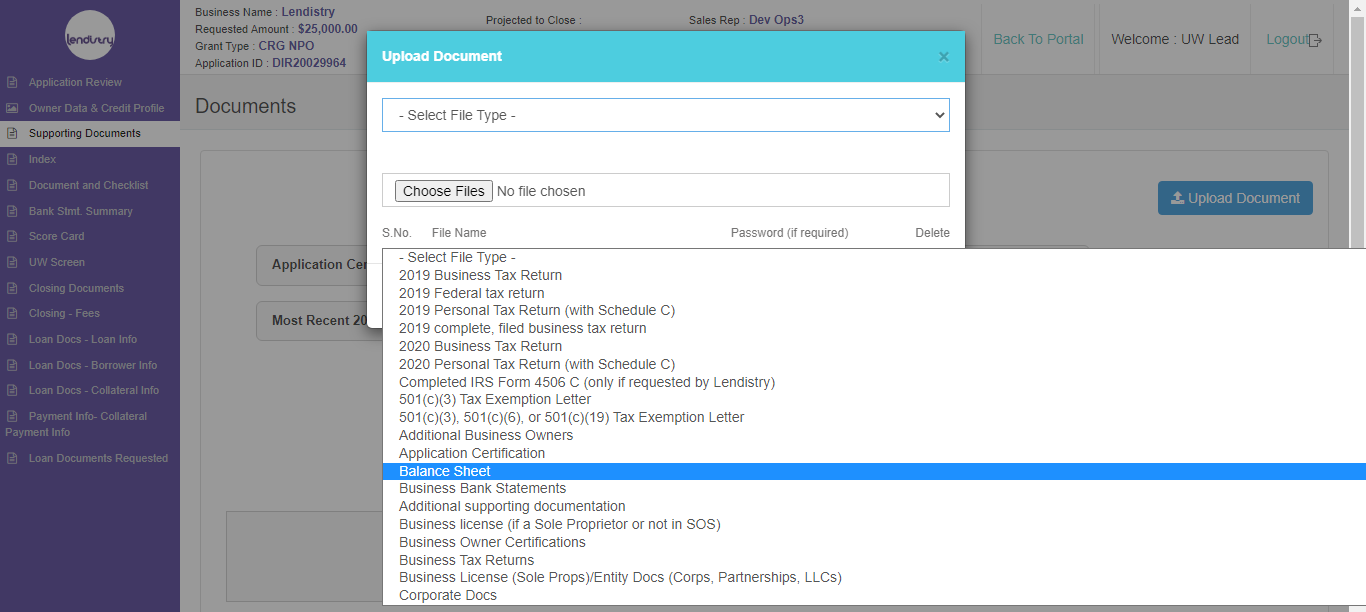 lendistry
Application Review
Owner Data & Credit Profile
Supporting Documents
Index
Document and Checklist
Bank Stmt. Summary
Score Card
UW Screen
Closing Documents
Closing - Fees
Loan Docs - Loan Info
Loan Docs - Borrower Info
Loan Docs - Collateral Info
Payment Info- Collateral
Payment Info
Loan Documents Requested
Business Name : Lendistry
Requested Amount : $25,000.00
Grant Type : CRG NPO
Application ID : DIR20029964
Projected to Close :
Sales Rep : Dev Ops3
Back To Portal
Welcome : UW Lead
Logout
Documents
Upload Document
Application Cer
Most Recent 20
Upload Document
×
- Select File Type -
Choose Files No file chosen
S.No. File Name Password (if required) Delete
- Select File Type -
2019 Business Tax Return
2019 Federal tax return
2019 Personal Tax Return (with Schedule C)
2019 complete, filed business tax return
2020 Business Tax Return
2020 Personal Tax Return (with Schedule C)
Completed IRS Form 4506 C (only if requested by Lendistry)
501(c)(3) Tax Exemption Letter
501(c)(3), 501(c)(6), or 501(c)(19) Tax Exemption Letter
Additional Business Owners
Application Certification
Balance Sheet
Business Bank Statements
Additional supporting documentation
Business license (if a Sole Proprietor or not in SOS)
Business Owner Certifications
Business Tax Returns
Business License (Sole Props)/Entity Docs (Corps, Partnerships, LLCs)
Corporate Docs